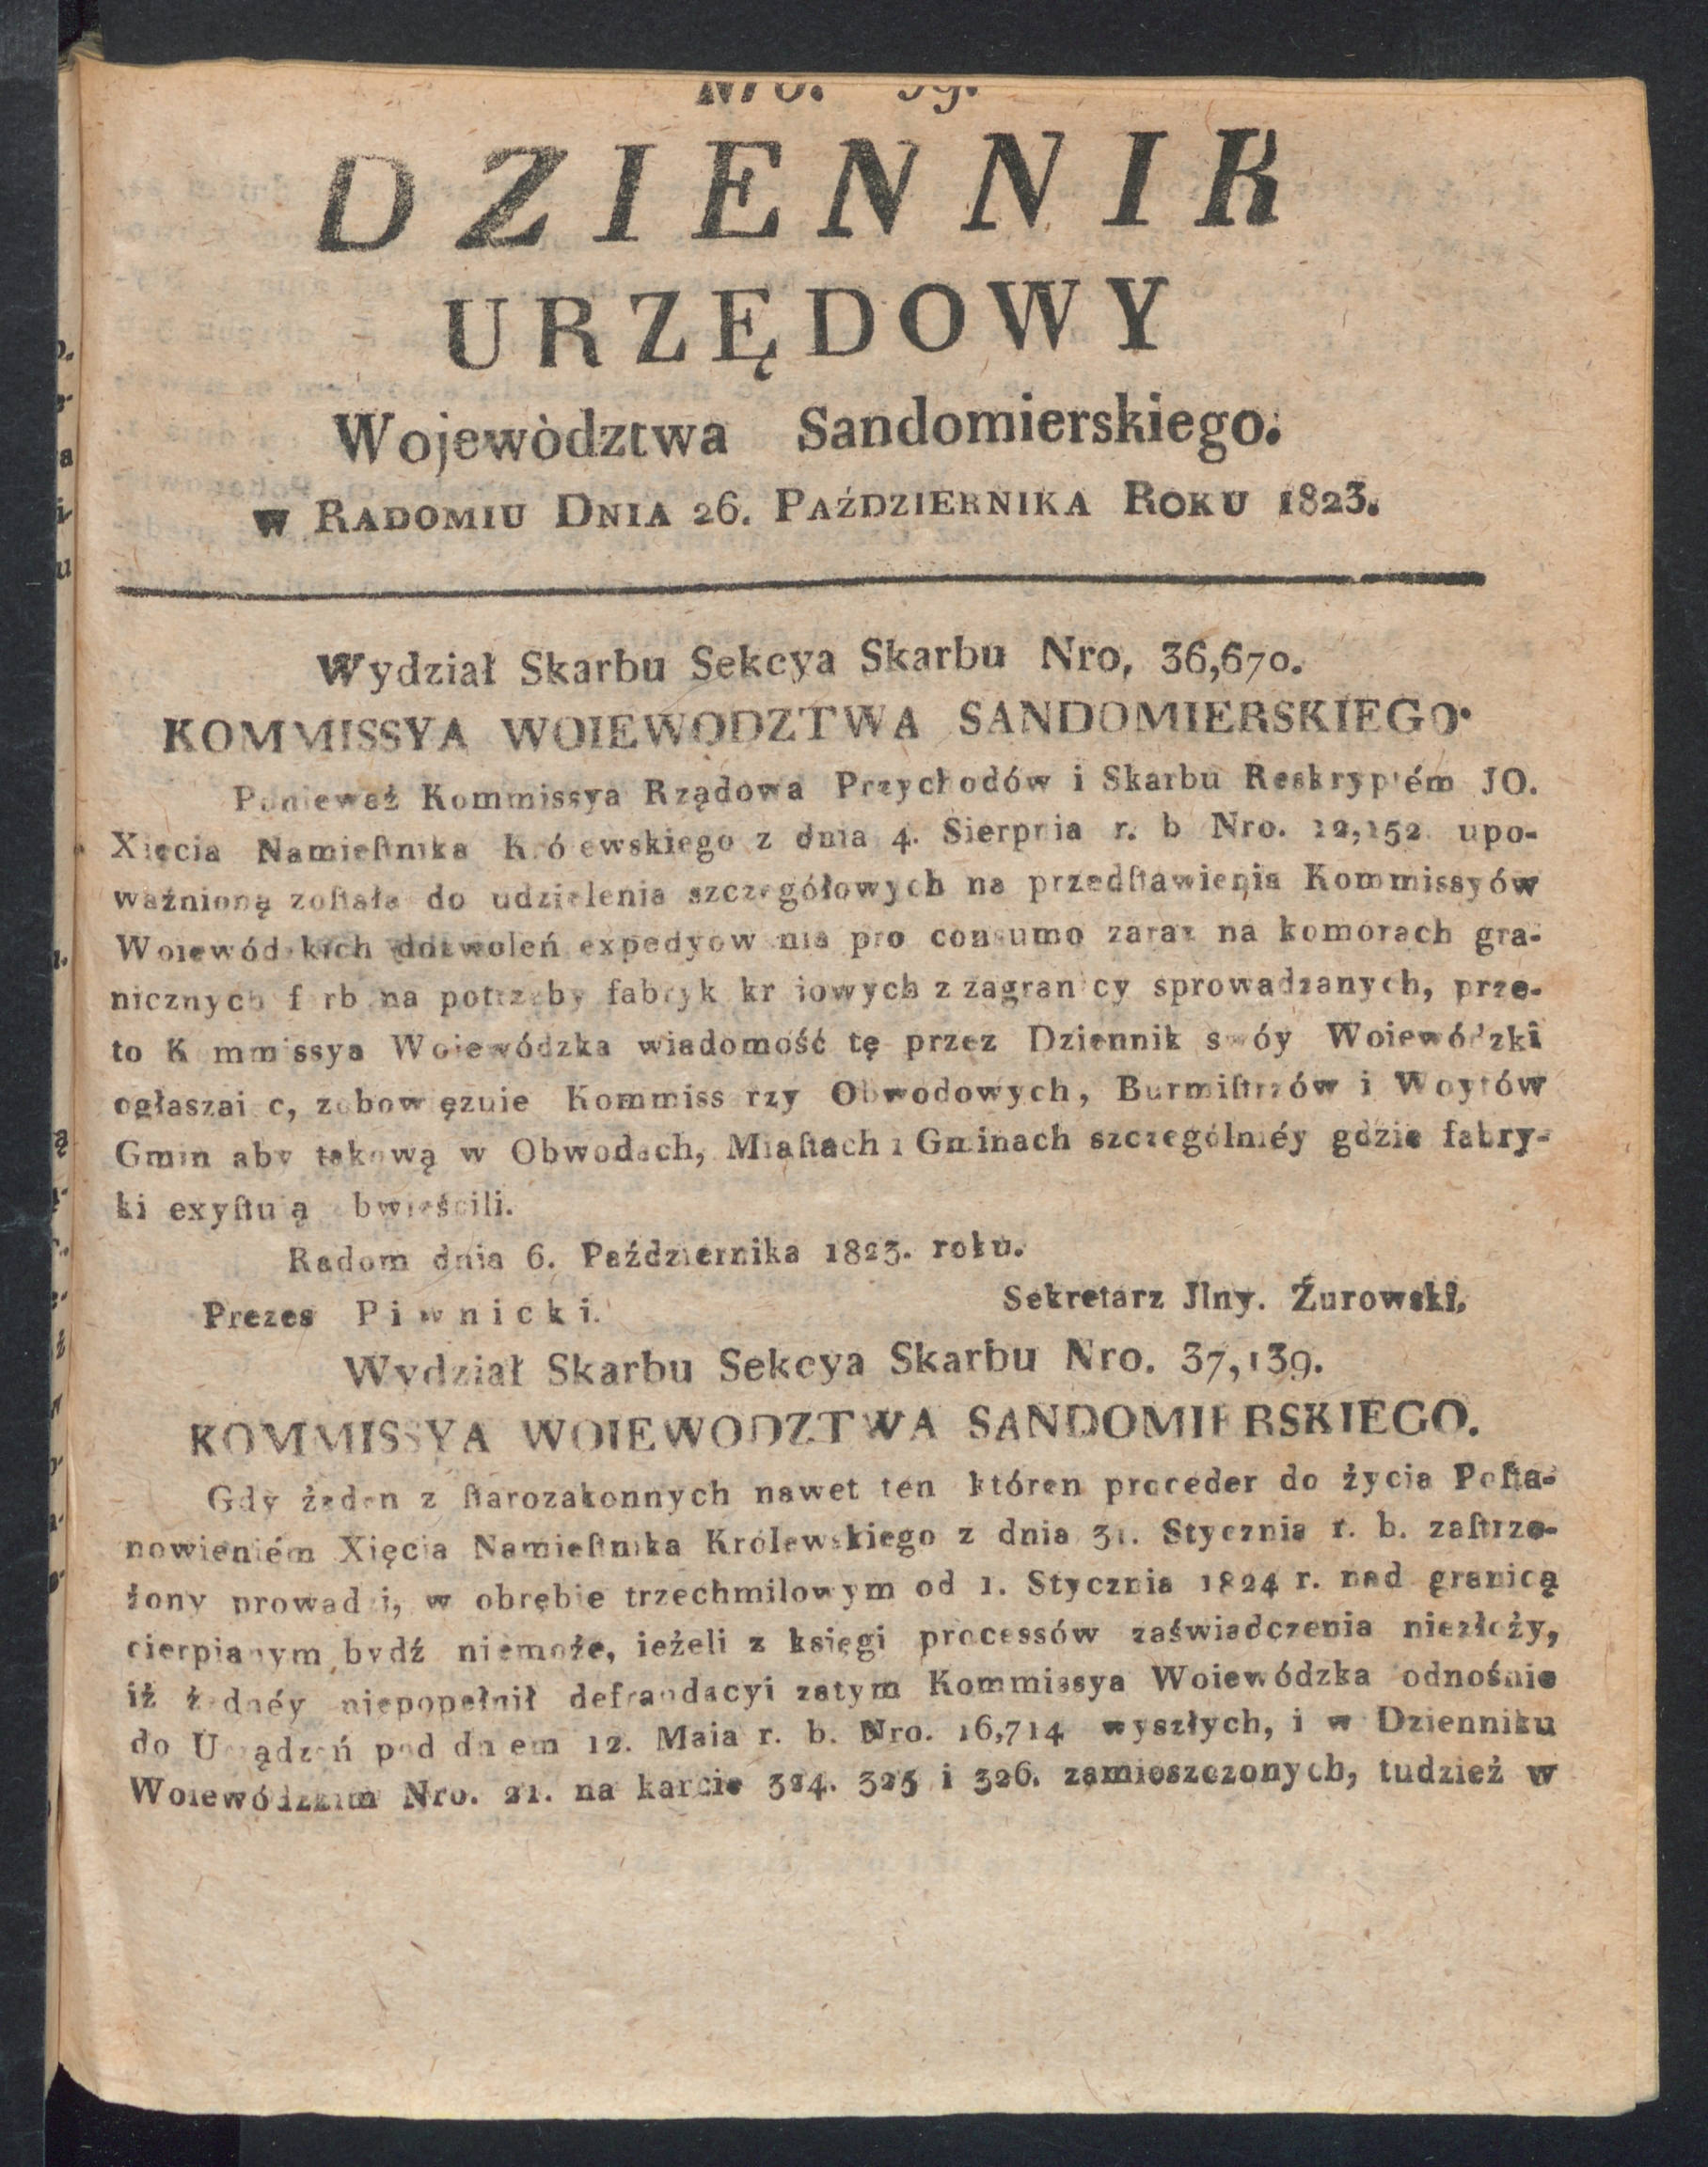 Nro. 39.
DZIENNIK
URZĘDOWY
Wojewòdztwa Sandomierskiego.
w Radomiu Dnia 26. Października Roku 1823.
Wydział Skarbu Sekcya Skarbu Nro, 36,670.
KOMMISSYA WOIEWODZTWA SANDOMIERSKIEGO.
Ponieważ Kommissya Rządowa Przychodów i Skarbu Reskryptém JO.
Xięcia Namieſtnika Królewskiego z dnia 4. Sierpnia r. b Nro. 12,152 upo-
ważnioną zoſtała do udzielenia szczegółowych na przedſtawienia Kommissyów
Woiewódzkich dozwoleń expedyowania pro consumo zaraz na komorach gra-
nicznych farb na potrzeby fabryk kraiowych z zagranicy sprowadzanych, prze-
to Kommissya Woiewódzka wiadomość tę przez Dziennik swóy Woiewódzki
ogłaszaiąc, zobowięzuie Kommissarzy Obwodowych, Burmiſtrzów i Woytów
Gmin aby takową w Obwodach, Miaſtach i Gminach szczególniéy gdzie fabry-
ki exyſtuią obwieścili.
Radom dnia 6. Października 1823. roku.
Prezes Piwnicki. Sekretarz Jlny. Żurowski.
Wydział Skarbu Sekcya Skarbu Nro. 37,139.
KOMMISSYA WOIEWODZTWA SANDOMIERSKIEGO.
Gdy żaden z ſtarozakonnych nawet ten któren proceder do życia Poſta-
nowieniém Xięcia Namieſtnika Królewskiego z dnia 31. Stycznia r. b. zaſtrze-
żony prowadzi, w obrębie trzechmilowym od 1. Stycznia 1824 r. nad granicą
cierpianym bydź niemoże, ieżeli z księgi processów zaświadczenia niezłoży,
iż żadnéy niepopełnił defraudacyi zatym Kommissya Woiewódzka odnośnie
do Urządzeń pod dniem 12. Maia r. b. Nro. 16,714 wyszłych, i w Dzienniku
Woiewódzkim Nro. 21. na karcie 324. 325 i 326. zamieszczonych, tudzież w